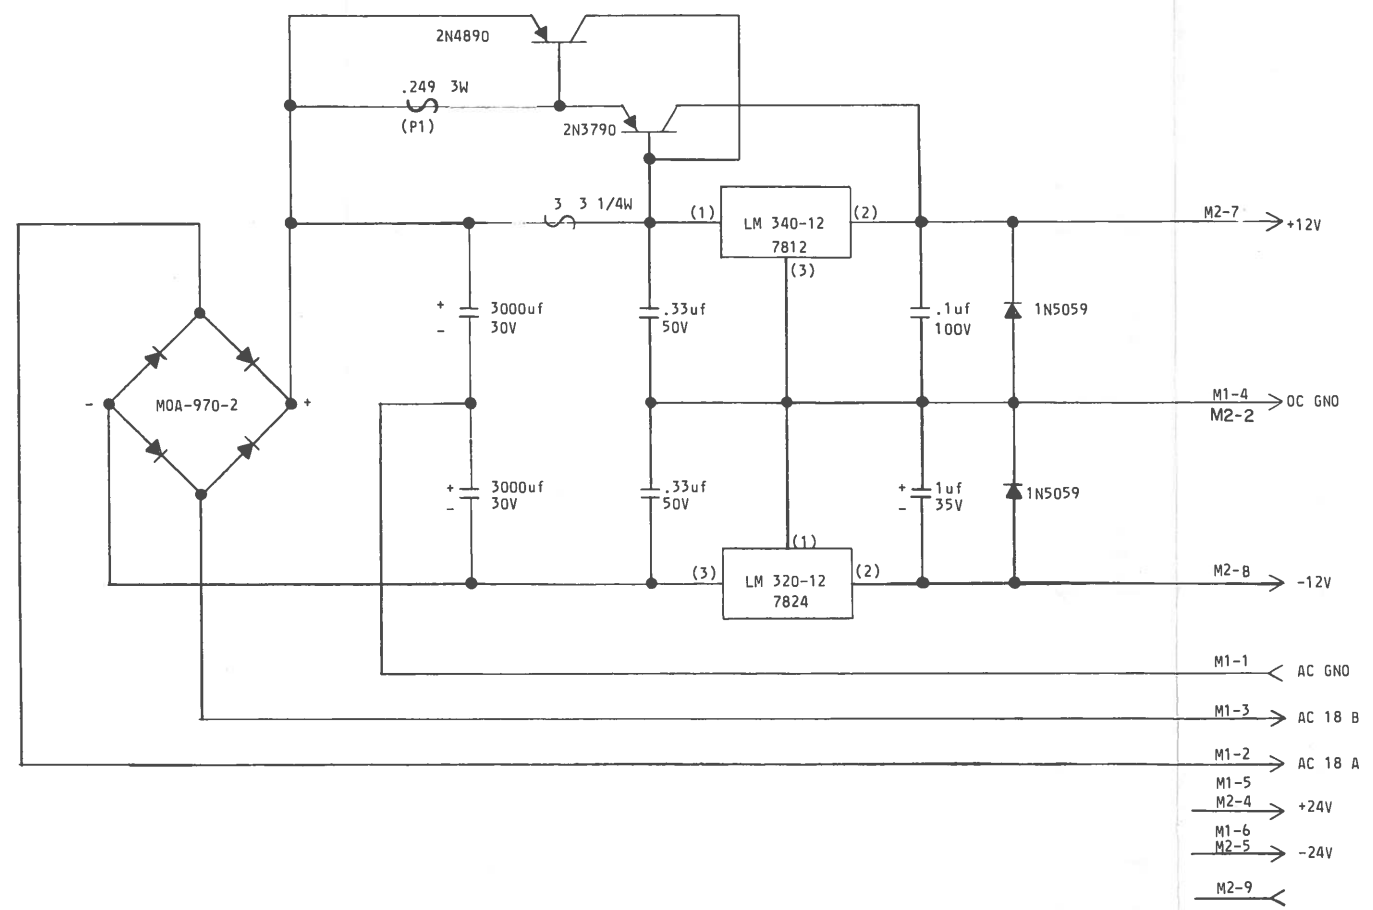 2N4890
.249 3W
(P1)
2N3790
3 3 1/4W
(1)
LM 340-12
7812
(2)
(3)
M2-7
+12V
+
-
3000uf
30V
.33uf
50V
.1uf
100V
1N5059
-
MOA-970-2
+
M1-4
M2-2
OC GNO
+
-
3000uf
30V
.33uf
50V
+
-
1uf
35V
1N5059
(1)
(3)
LM 320-12
7824
(2)
M2-8
-12V
M1-1
AC GNO
M1-3
AC 18 B
M1-2
AC 18 A
M1-5
M2-4
+24V
M1-6
M2-5
-24V
M2-9